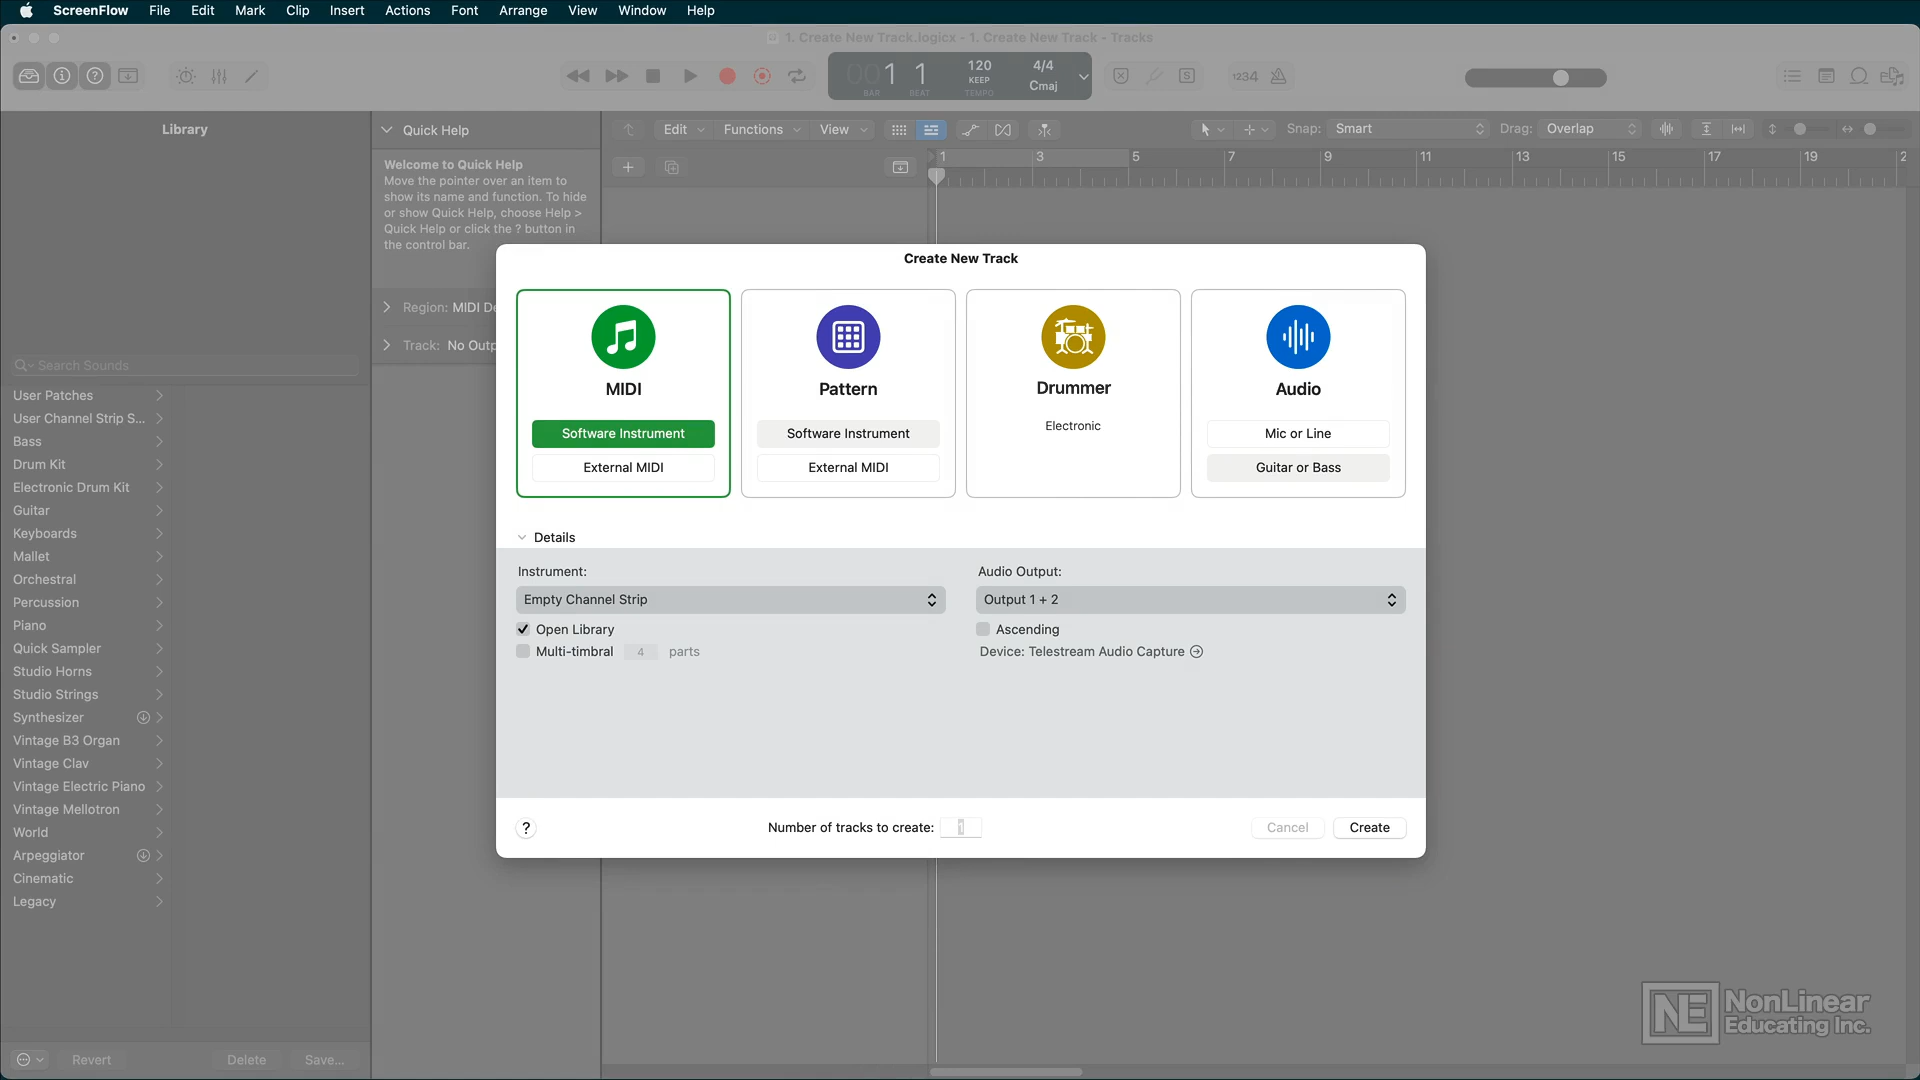 ScreenFlow File Edit Mark Clip Insert Actions Font Arrange View Window Help
1. Create New Track.logicx - 1. Create New Track - Tracks
001 1
BAR BEAT
120
KEEP
TEMPO
4/4
Cmaj
S
1234
Library
Quick Help
Edit Functions View
Snap: Smart
Drag: Overlap
1 3 5 7 9 11 13 15 17 19 2
Welcome to Quick Help
Move the pointer over an item to
show its name and function. To hide
or show Quick Help, choose Help >
Quick Help or click the ? button in
the control bar.
Region: MIDI De
Track: No Outp
Search Sounds
User Patches
User Channel Strip S...
Bass
Drum Kit
Electronic Drum Kit
Guitar
Keyboards
Mallet
Orchestral
Percussion
Piano
Quick Sampler
Studio Horns
Studio Strings
Synthesizer
Vintage B3 Organ
Vintage Clav
Vintage Electric Piano
Vintage Mellotron
World
Arpeggiator
Cinematic
Legacy
Revert Delete Save...
Create New Track
MIDI
Software Instrument
External MIDI
Pattern
Software Instrument
External MIDI
Drummer
Electronic
Audio
Mic or Line
Guitar or Bass
Details
Instrument:
Empty Channel Strip
Open Library
Multi-timbral 4 parts
Audio Output:
Output 1 + 2
Ascending
Device: Telestream Audio Capture
?
Number of tracks to create: 1
Cancel Create
NE NonLinear
Educating Inc.